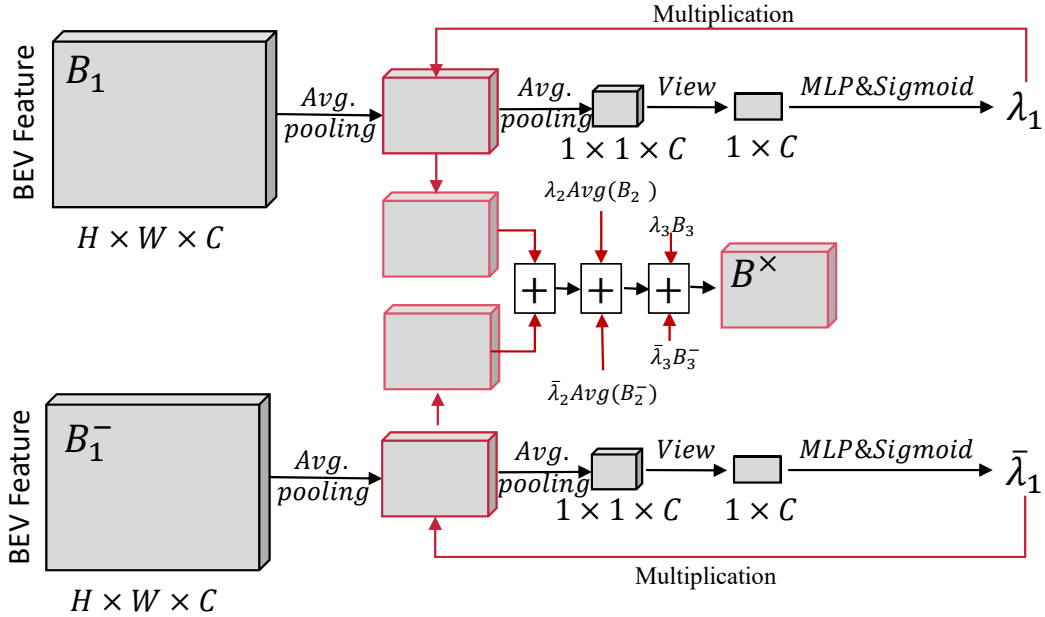 Multiplication
BEV Feature
B₁
Avg.
pooling
Avg.
pooling
View
MLP&Sigmoid
λ₁
1 × 1 × C
1 × C
H × W × C
λ₂Avg(B₂ )
λ₃B₃
+
+
+
B×
λ̄₃B₃⁻
λ̄₂Avg(B₂⁻)
BEV Feature
B₁⁻
Avg.
pooling
Avg.
pooling
View
MLP&Sigmoid
λ̄₁
1 × 1 × C
1 × C
Multiplication
H × W × C